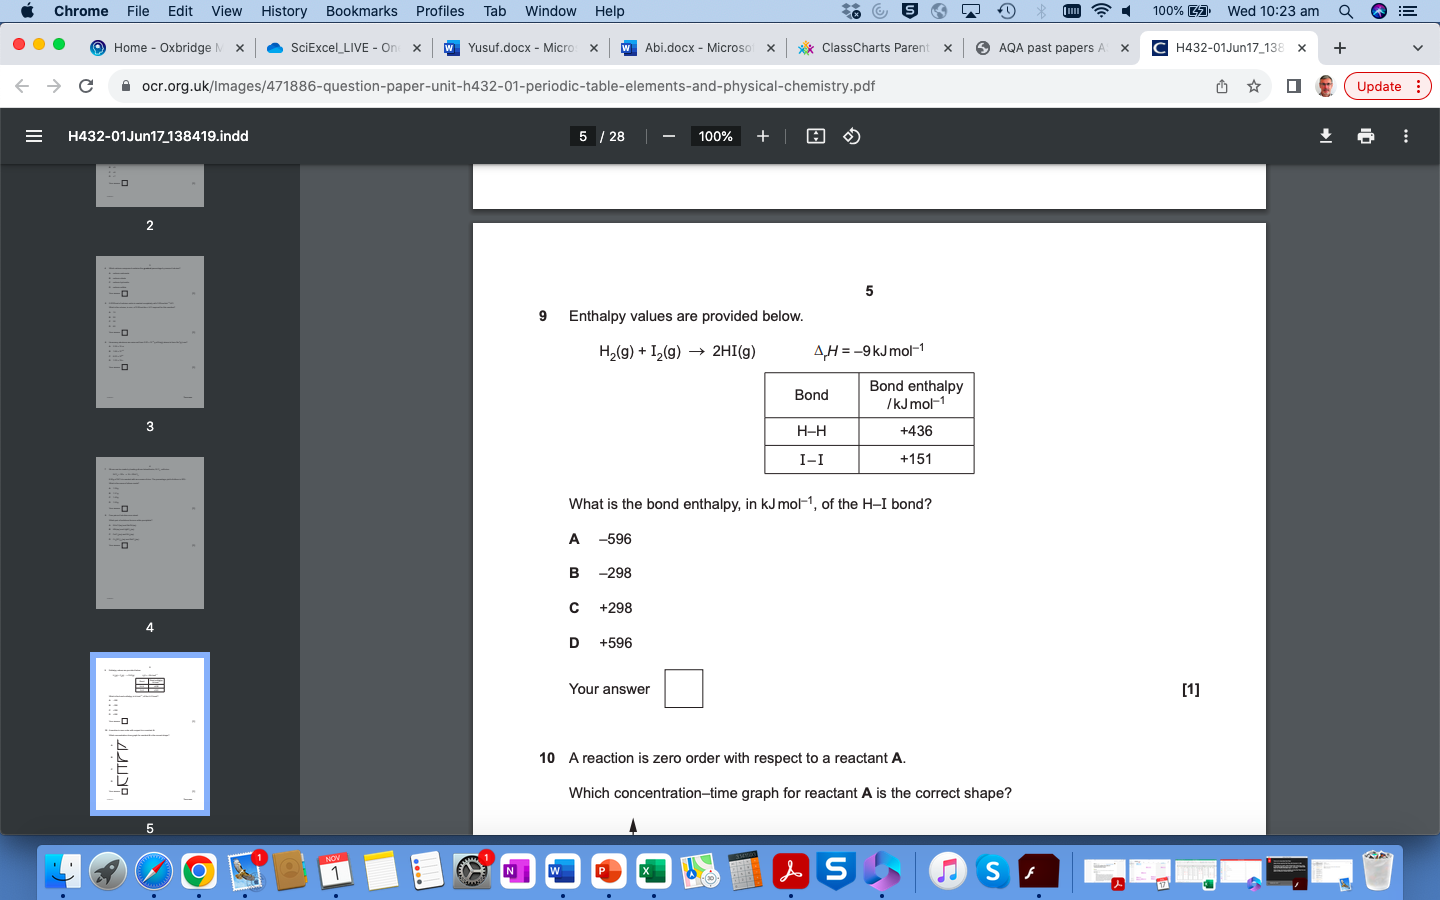 Chrome File Edit View History Bookmarks Profiles Tab Window Help 100% Wed 10:23 am
Home - Oxbridge M SciExcel_LIVE - On Yusuf.docx - Micro Abi.docx - Microso ClassCharts Parent AQA past papers A H432-01Jun17_138
ocr.org.uk/Images/471886-question-paper-unit-h432-01-periodic-table-elements-and-physical-chemistry.pdf Update
H432-01Jun17_138419.indd 5 / 28 100%
2
3
4
5
5
9 Enthalpy values are provided below.
H₂(g) + I₂(g) → 2HI(g) ΔᵣH = –9 kJ mol⁻¹
Bond Bond enthalpy / kJ mol⁻¹
H–H +436
I–I +151
What is the bond enthalpy, in kJ mol⁻¹, of the H–I bond?
A –596
B –298
C +298
D +596
Your answer [1]
10 A reaction is zero order with respect to a reactant A.
Which concentration–time graph for reactant A is the correct shape?
1 NOV 1 1